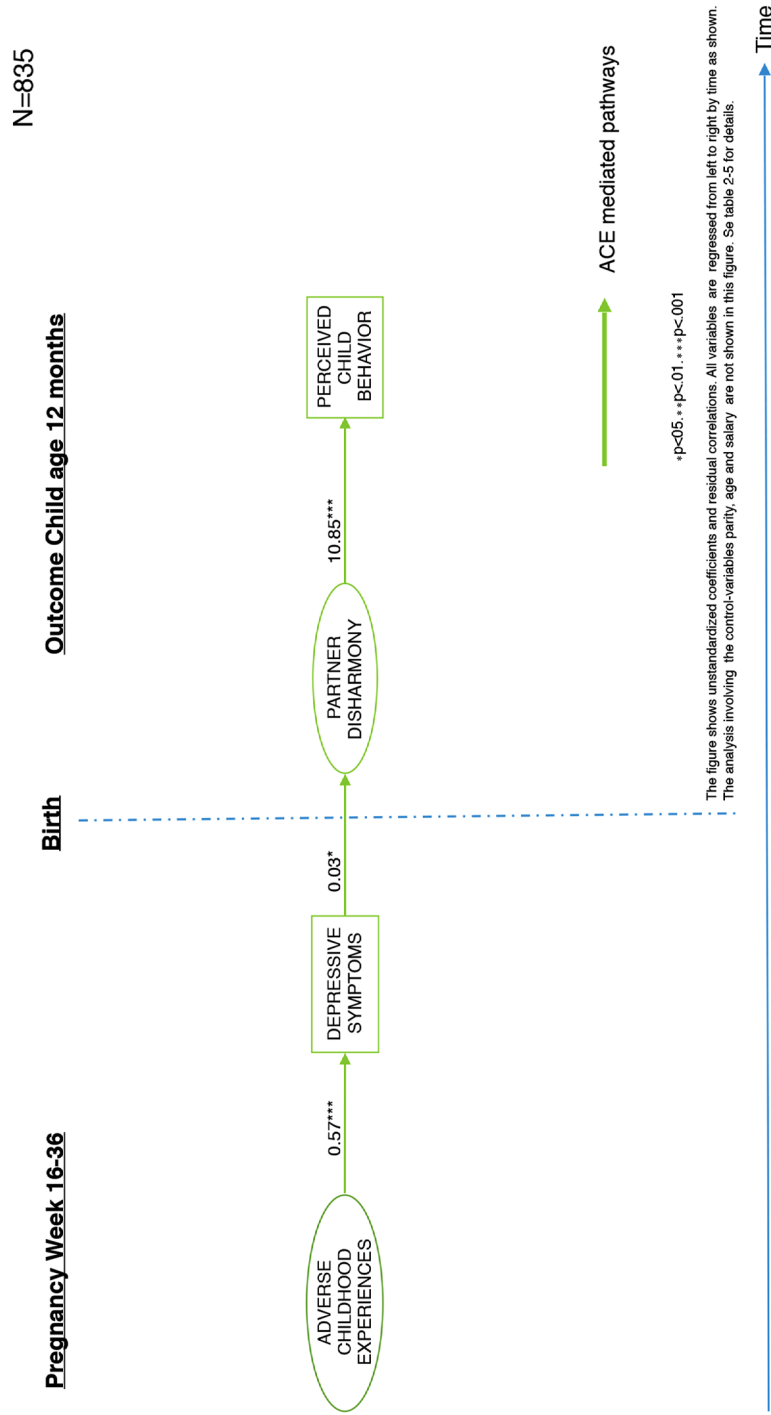 N=835
Pregnancy Week 16-36
Birth
Outcome Child age 12 months
ADVERSE
CHILDHOOD
EXPERIENCES
0.57***
DEPRESSIVE
SYMPTOMS
0.03*
PARTNER
DISHARMONY
10.85***
PERCEIVED
CHILD
BEHAVIOR
ACE mediated pathways
*p<05.**p<.01.***p<.001
The figure shows unstandardized coefficients and residual correlations. All variables are regressed from left to right by time as shown.
The analysis involving the control-variables parity, age and salary are not shown in this figure. Se table 2-5 for details.
Time